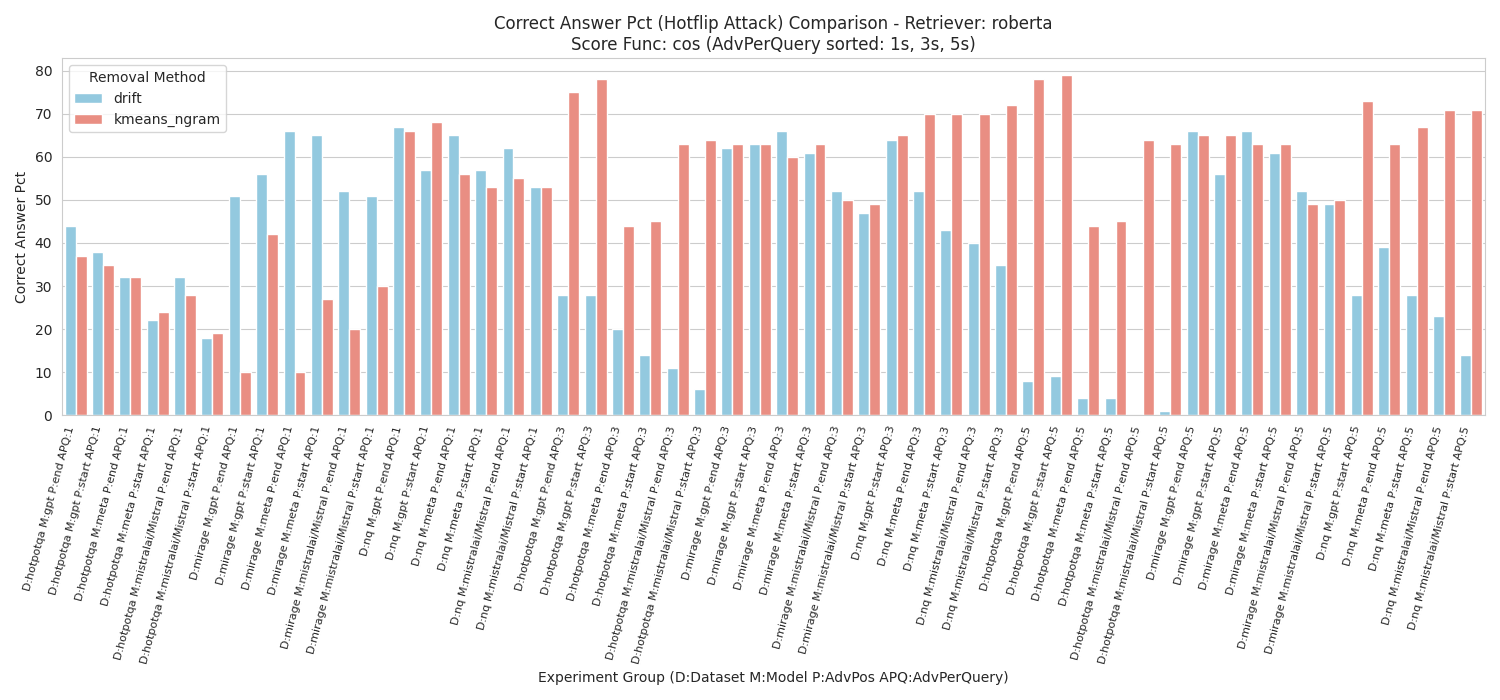 Correct Answer Pct (Hotflip Attack) Comparison - Retriever: roberta
Score Func: cos (AdvPerQuery sorted: 1s, 3s, 5s)
Removal Method
drift
kmeans_ngram
Correct Answer Pct
80
70
60
50
40
30
20
10
0
D:hotpotqa M:gpt P:end APQ:1
D:hotpotqa M:gpt P:start APQ:1
D:hotpotqa M:meta P:end APQ:1
D:hotpotqa M:meta P:start APQ:1
D:hotpotqa M:mistralai/Mistral P:end APQ:1
D:hotpotqa M:mistralai/Mistral P:start APQ:1
D:mirage M:gpt P:end APQ:1
D:mirage M:gpt P:start APQ:1
D:mirage M:meta P:end APQ:1
D:mirage M:meta P:start APQ:1
D:mirage M:mistralai/Mistral P:end APQ:1
D:mirage M:mistralai/Mistral P:start APQ:1
D:nq M:gpt P:end APQ:1
D:nq M:gpt P:start APQ:1
D:nq M:meta P:end APQ:1
D:nq M:meta P:start APQ:1
D:nq M:mistralai/Mistral P:end APQ:1
D:nq M:mistralai/Mistral P:start APQ:1
D:hotpotqa M:gpt P:end APQ:3
D:hotpotqa M:gpt P:start APQ:3
D:hotpotqa M:meta P:end APQ:3
D:hotpotqa M:meta P:start APQ:3
D:hotpotqa M:mistralai/Mistral P:end APQ:3
D:hotpotqa M:mistralai/Mistral P:start APQ:3
D:mirage M:gpt P:end APQ:3
D:mirage M:gpt P:start APQ:3
D:mirage M:meta P:end APQ:3
D:mirage M:meta P:start APQ:3
D:mirage M:mistralai/Mistral P:end APQ:3
D:mirage M:mistralai/Mistral P:start APQ:3
D:nq M:gpt P:start APQ:3
D:nq M:meta P:end APQ:3
D:nq M:meta P:start APQ:3
D:nq M:mistralai/Mistral P:end APQ:3
D:nq M:mistralai/Mistral P:start APQ:3
D:hotpotqa M:gpt P:end APQ:5
D:hotpotqa M:gpt P:start APQ:5
D:hotpotqa M:meta P:end APQ:5
D:hotpotqa M:meta P:start APQ:5
D:hotpotqa M:mistralai/Mistral P:end APQ:5
D:hotpotqa M:mistralai/Mistral P:start APQ:5
D:mirage M:gpt P:end APQ:5
D:mirage M:gpt P:start APQ:5
D:mirage M:meta P:end APQ:5
D:mirage M:meta P:start APQ:5
D:mirage M:mistralai/Mistral P:end APQ:5
D:mirage M:mistralai/Mistral P:start APQ:5
D:nq M:gpt P:start APQ:5
D:nq M:meta P:end APQ:5
D:nq M:meta P:start APQ:5
D:nq M:mistralai/Mistral P:end APQ:5
D:nq M:mistralai/Mistral P:start APQ:5
Experiment Group (D:Dataset M:Model P:AdvPos APQ:AdvPerQuery)